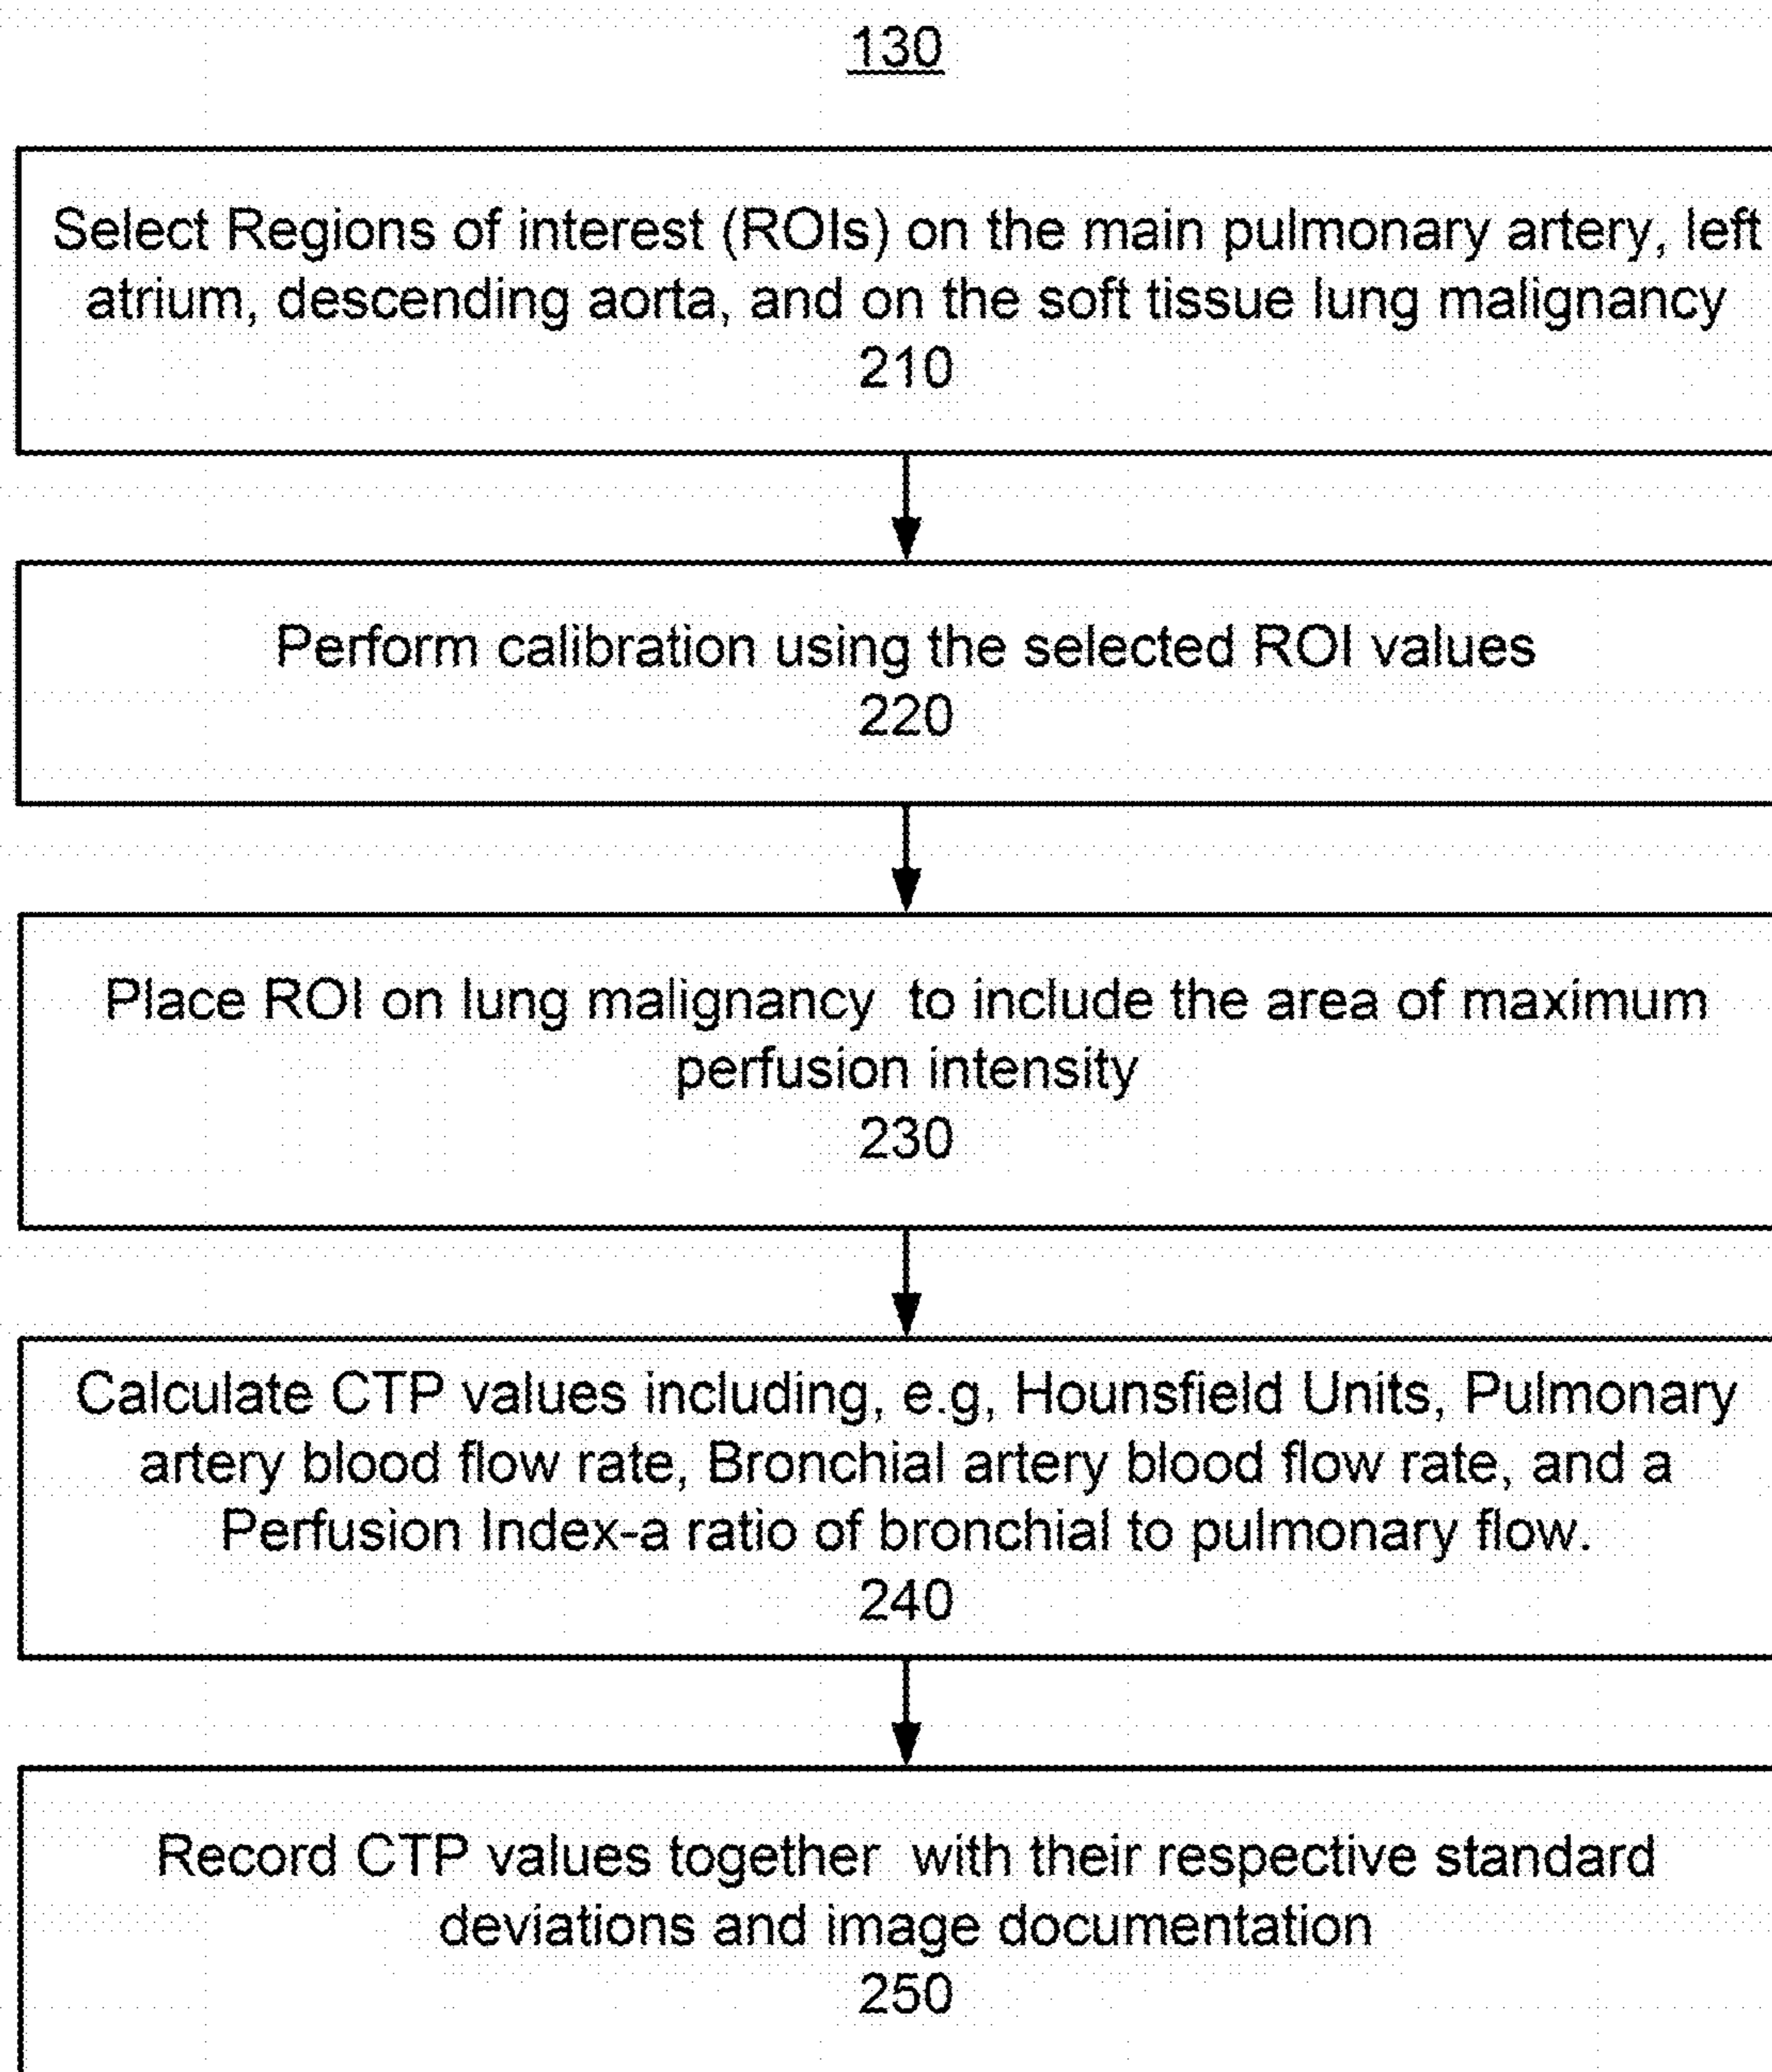 130
Select Regions of interest (ROIs) on the main pulmonary artery, left
atrium, descending aorta, and on the soft tissue lung malignancy
210
Perform calibration using the selected ROI values
220
Place ROI on lung malignancy to include the area of maximum
perfusion intensity
230
Calculate CTP values including, e.g, Hounsfield Units, Pulmonary
artery blood flow rate, Bronchial artery blood flow rate, and a
Perfusion Index-a ratio of bronchial to pulmonary flow.
240
Record CTP values together with their respective standard
deviations and image documentation
250